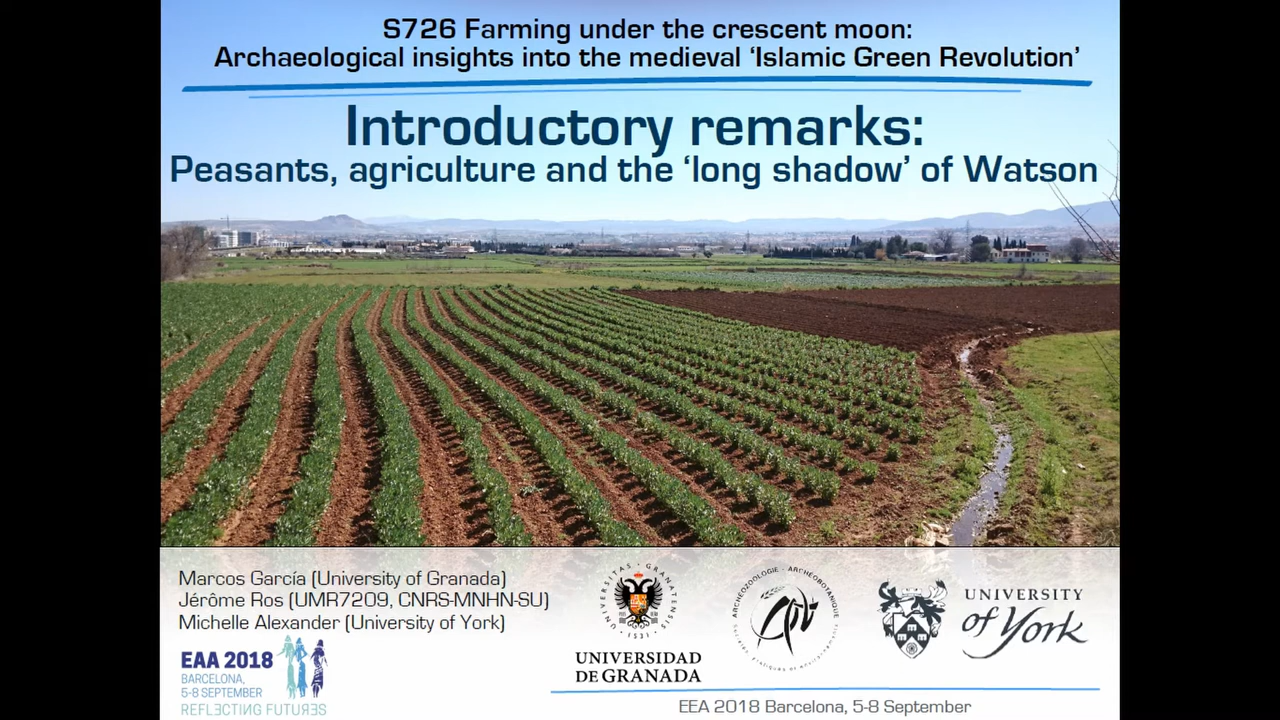 S726 Farming under the crescent moon:
Archaeological insights into the medieval ‘Islamic Green Revolution’
Introductory remarks:
Peasants, agriculture and the ‘long shadow’ of Watson
Marcos García (University of Granada)
Jérôme Ros (UMR7209, CNRS-MNHN-SU)
Michelle Alexander (University of York)
EAA 2018
BARCELONA,
5-8 SEPTEMBER
REFLECTING FUTURES
UNIVERSITAS · GRANATENSIS
1531
UNIVERSIDAD
DE GRANADA
ARCHÉOZOOLOGIE - ARCHÉOBOTANIQUE
UNIVERSITY
of York
EEA 2018 Barcelona, 5-8 September